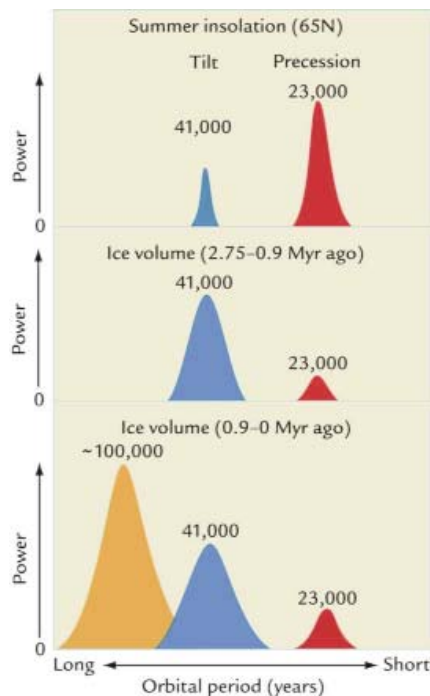 Summer insolation (65N)
Tilt
Precession
41,000
23,000
Power
0
Ice volume (2.75–0.9 Myr ago)
41,000
23,000
Power
0
Ice volume (0.9–0 Myr ago)
~100,000
41,000
23,000
Power
0
Long
Short
Orbital period (years)